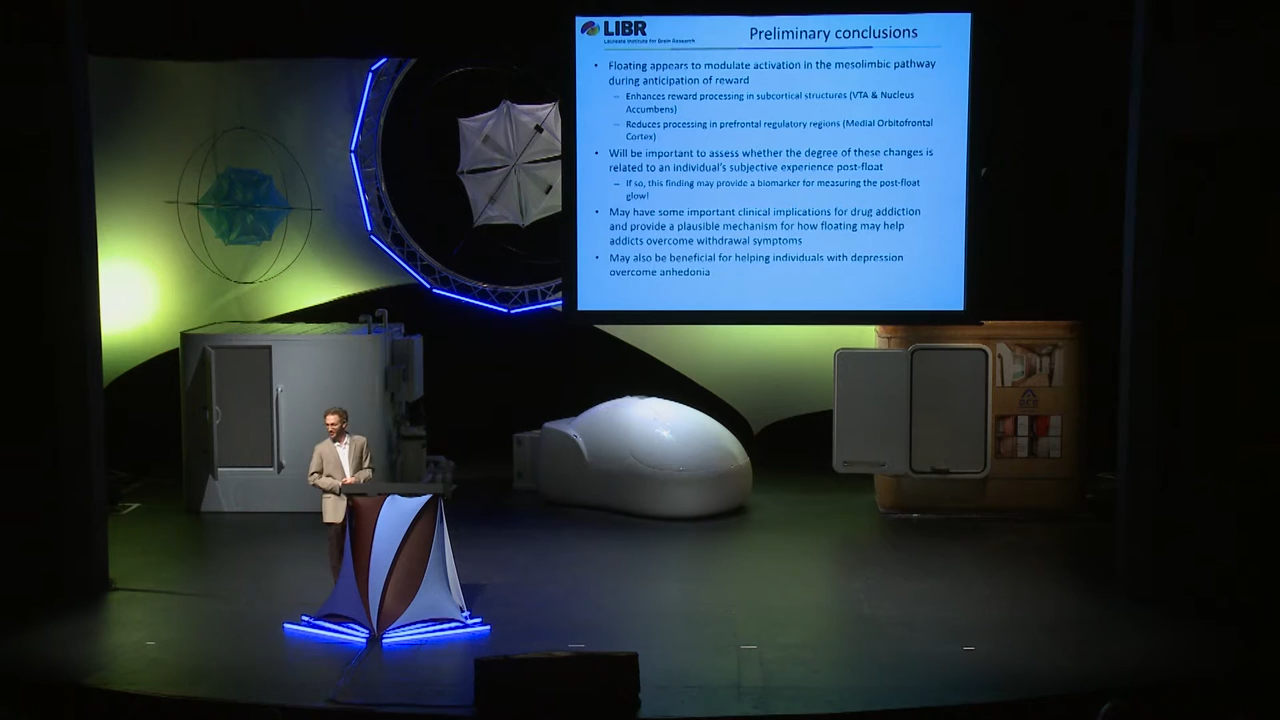 LIBR
Laureate Institute for Brain Research
Preliminary conclusions
• Floating appears to modulate activation in the mesolimbic pathway
during anticipation of reward
– Enhances reward processing in subcortical structures (VTA & Nucleus
Accumbens)
– Reduces processing in prefrontal regulatory regions (Medial Orbitofrontal
Cortex)
• Will be important to assess whether the degree of these changes is
related to an individual's subjective experience post-float
– If so, this finding may provide a biomarker for measuring the post-float
glow!
• May have some important clinical implications for drug addiction
and provide a plausible mechanism for how floating may help
addicts overcome withdrawal symptoms
• May also be beneficial for helping individuals with depression
overcome anhedonia